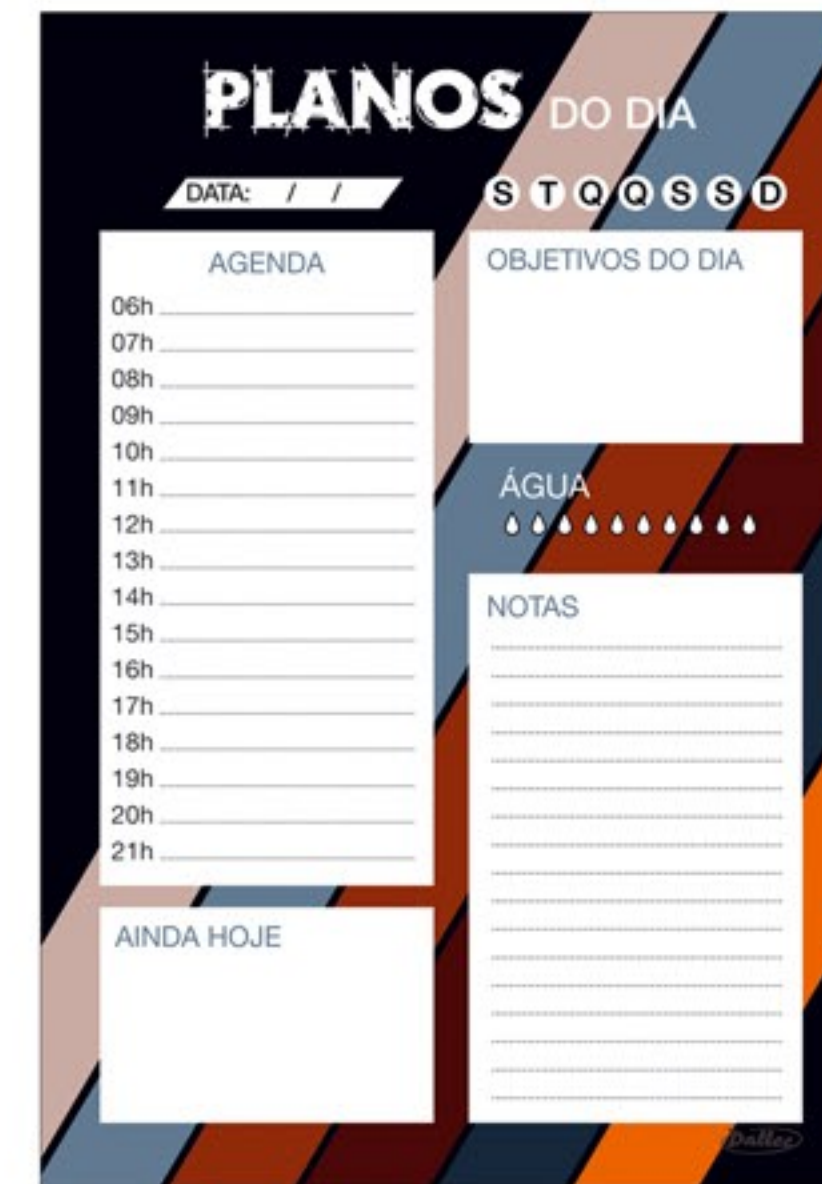 PLANOS DO DIA
DATA: / /
S T Q Q S S D
AGENDA
06h
07h
08h
09h
10h
11h
12h
13h
14h
15h
16h
17h
18h
19h
20h
21h
AINDA HOJE
OBJETIVOS DO DIA
ÁGUA
NOTAS
Dallec